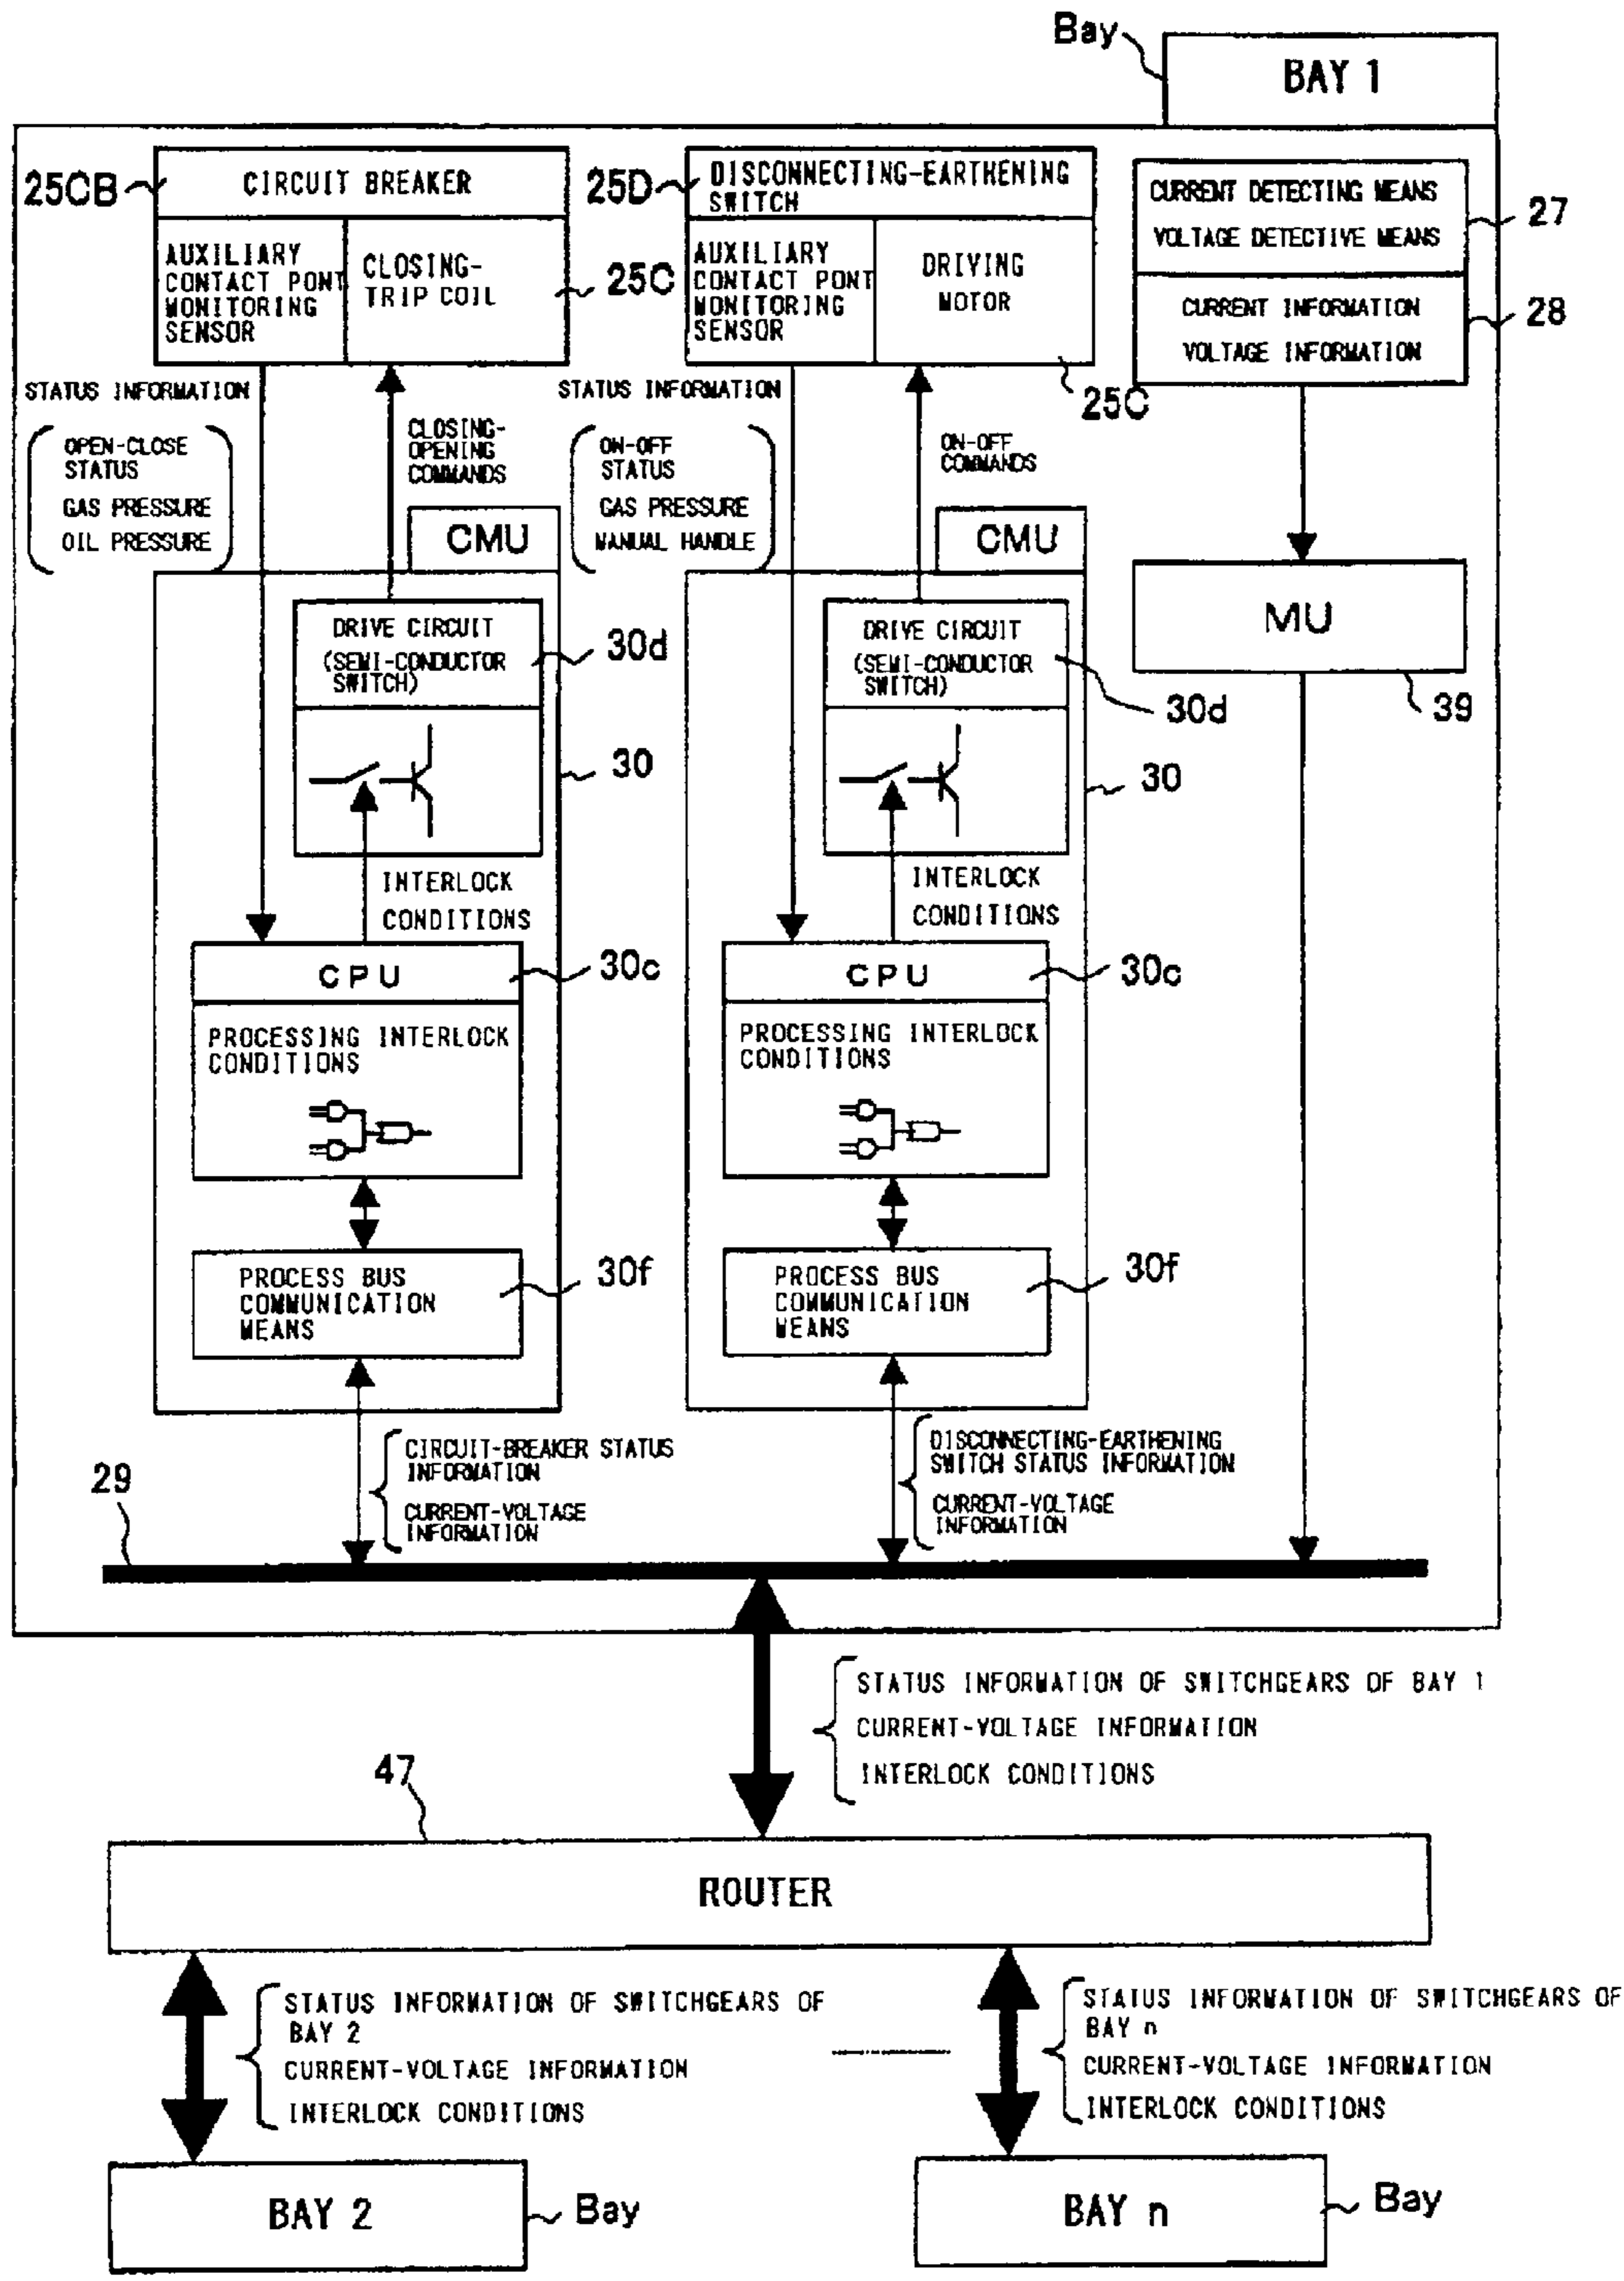 Bay
BAY 1
25CB
CIRCUIT BREAKER
AUXILIARY
CONTACT PONT
MONITORING
SENSOR
CLOSING-
TRIP COIL
25C
25D
DISCONNECTING-EARTHENING
SWITCH
AUXILIARY
CONTACT PONT
MONITORING
SENSOR
DRIVING
MOTOR
25C
CURRENT DETECTING MEANS
VOLTAGE DETECTIVE MEANS
27
CURRENT INFORMATION
VOLTAGE INFORMATION
28
STATUS INFORMATION
OPEN-CLOSE
STATUS
GAS PRESSURE
OIL PRESSURE
CLOSING-
OPENING
COMMANDS
STATUS INFORMATION
ON-OFF
STATUS
GAS PRESSURE
MANUAL HANDLE
ON-OFF
COMMANDS
CMU
DRIVE CIRCUIT
(SEMI-CONDUCTOR
SWITCH)
30d
30
INTERLOCK
CONDITIONS
CPU
30c
PROCESSING INTERLOCK
CONDITIONS
PROCESS BUS
COMMUNICATION
MEANS
30f
CMU
DRIVE CIRCUIT
(SEMI-CONDUCTOR
SWITCH)
30d
30
INTERLOCK
CONDITIONS
CPU
30c
PROCESSING INTERLOCK
CONDITIONS
PROCESS BUS
COMMUNICATION
MEANS
30f
MU
39
CIRCUIT-BREAKER STATUS
INFORMATION
CURRENT-VOLTAGE
INFORMATION
DISCONNECTING-EARTHENING
SWITCH STATUS INFORMATION
CURRENT-VOLTAGE
INFORMATION
29
STATUS INFORMATION OF SWITCHGEARS OF BAY 1
CURRENT-VOLTAGE INFORMATION
INTERLOCK CONDITIONS
47
ROUTER
STATUS INFORMATION OF SWITCHGEARS OF
BAY 2
CURRENT-VOLTAGE INFORMATION
INTERLOCK CONDITIONS
STATUS INFORMATION OF SWITCHGEARS OF
BAY n
CURRENT-VOLTAGE INFORMATION
INTERLOCK CONDITIONS
BAY 2
Bay
BAY n
Bay